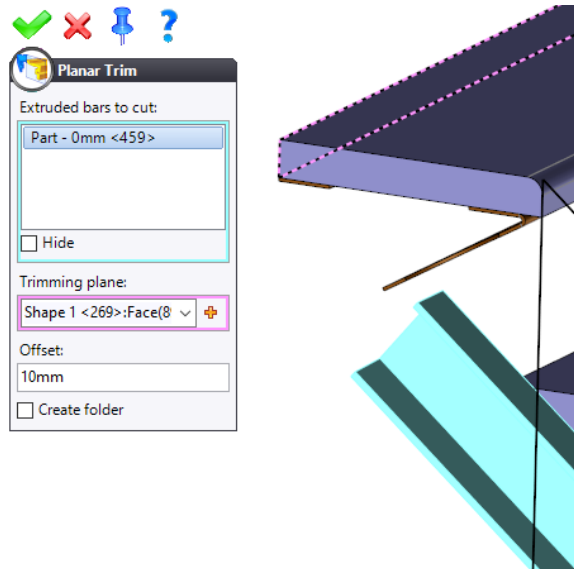 ?
Planar Trim
Extruded bars to cut:
Part - 0mm <459>
Hide
Trimming plane:
Shape 1 <269>:Face(8
Offset:
10mm
Create folder